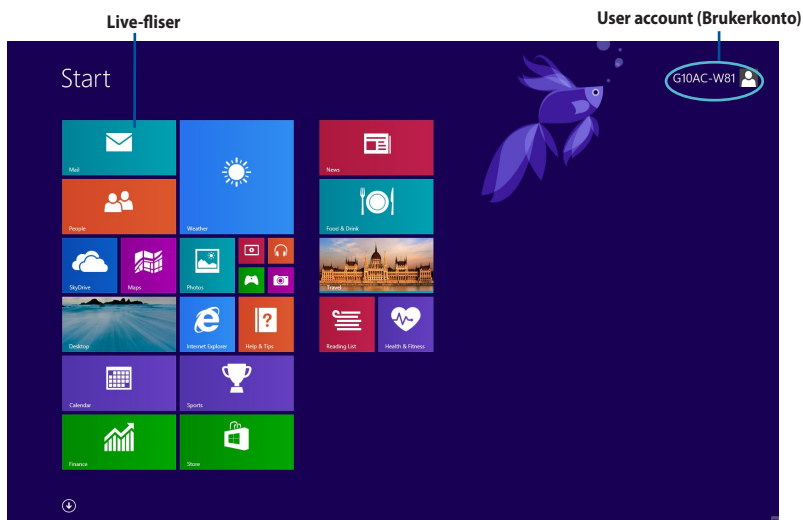 Live-fliser
User account (Brukerkonto)
Start
G10AC-W81
Mail
Weather
News
People
Food & Drink
SkyDrive
Maps
Photos
Travel
Desktop
Internet Explorer
Help & Tips
Reading List
Health & Fitness
Calendar
Sports
Finance
Store